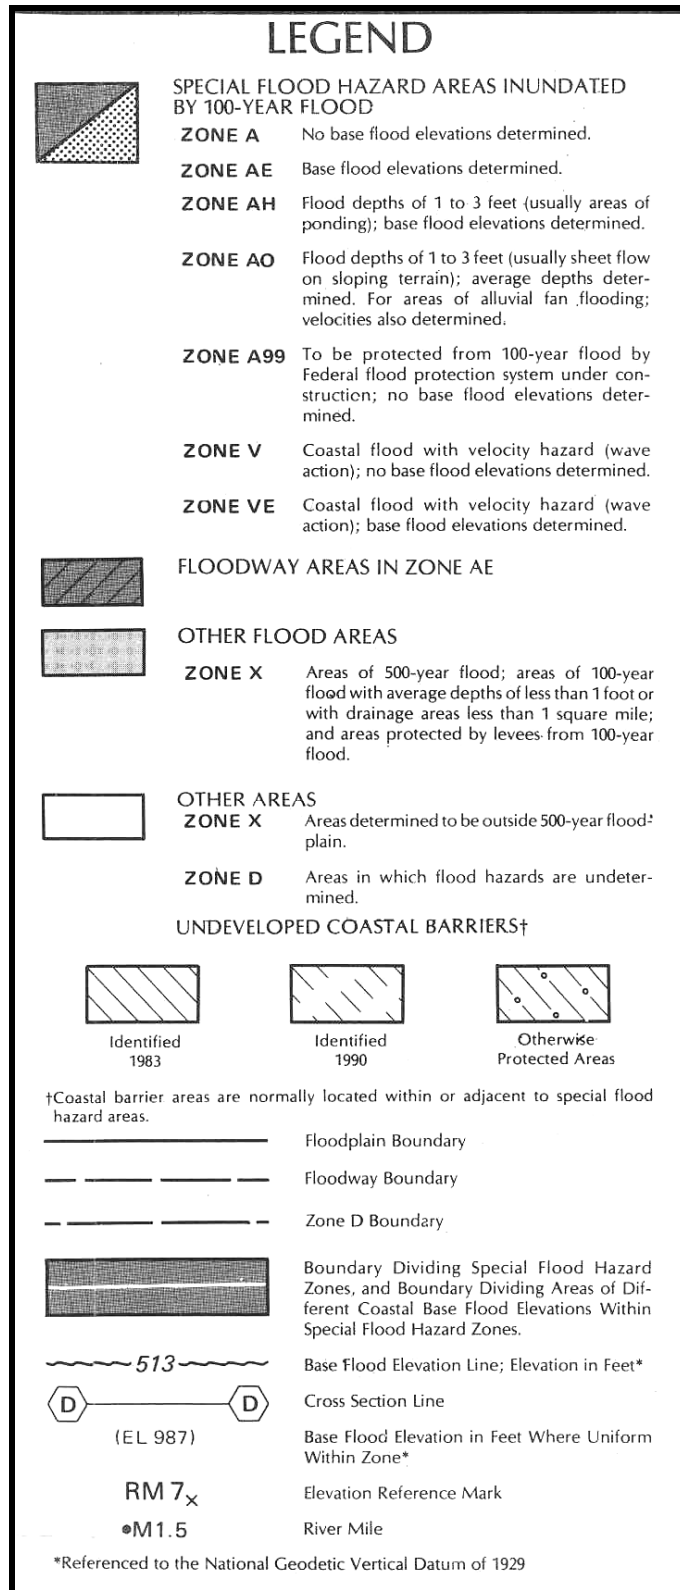 LEGEND
SPECIAL FLOOD HAZARD AREAS INUNDATED
BY 100-YEAR FLOOD
ZONE A No base flood elevations determined.
ZONE AE Base flood elevations determined.
ZONE AH Flood depths of 1 to 3 feet (usually areas of
ponding); base flood elevations determined.
ZONE AO Flood depths of 1 to 3 feet (usually sheet flow
on sloping terrain); average depths deter-
mined. For areas of alluvial fan flooding;
velocities also determined.
ZONE A99 To be protected from 100-year flood by
Federal flood protection system under con-
struction; no base flood elevations deter-
mined.
ZONE V Coastal flood with velocity hazard (wave
action); no base flood elevations determined.
ZONE VE Coastal flood with velocity hazard (wave
action); base flood elevations determined.
FLOODWAY AREAS IN ZONE AE
OTHER FLOOD AREAS
ZONE X Areas of 500-year flood; areas of 100-year
flood with average depths of less than 1 foot or
with drainage areas less than 1 square mile;
and areas protected by levees from 100-year
flood.
OTHER AREAS
ZONE X Areas determined to be outside 500-year flood-
plain.
ZONE D Areas in which flood hazards are undeter-
mined.
UNDEVELOPED COASTAL BARRIERS†
Identified Identified Otherwise
1983 1990 Protected Areas
†Coastal barrier areas are normally located within or adjacent to special flood
hazard areas.
Floodplain Boundary
Floodway Boundary
Zone D Boundary
Boundary Dividing Special Flood Hazard
Zones, and Boundary Dividing Areas of Dif-
ferent Coastal Base Flood Elevations Within
Special Flood Hazard Zones.
513 Base Flood Elevation Line; Elevation in Feet*
D D Cross Section Line
(EL 987) Base Flood Elevation in Feet Where Uniform
Within Zone*
RM 7x Elevation Reference Mark
•M1.5 River Mile
*Referenced to the National Geodetic Vertical Datum of 1929